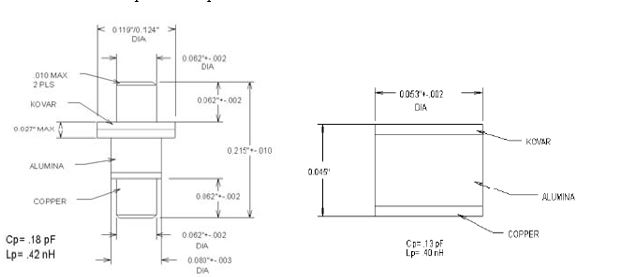 0.119"/0.124"
DIA
0.062"+-.002
DIA
.010 MAX
2 PLS
KOVAR
0.062"+-.002
0.027" MAX
0.215"+-.010
ALUMINA
COPPER
0.062"+-.002
0.062"+-.002
DIA
0.080"+-.003
DIA
Cp= .18 pF
Lp= .42 nH
0.053"+-.002
DIA
KOVAR
0.045"
ALUMINA
COPPER
Cp= .13 pF
Lp= .40 nH